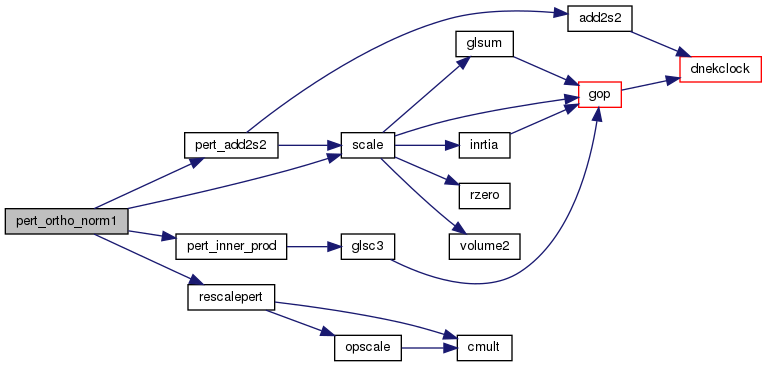 add2s2
glsum
dnekclock
gop
pert_add2s2
scale
inrtia
rzero
pert_ortho_norm1
pert_inner_prod
glsc3
volume2
rescalepert
opscale
cmult